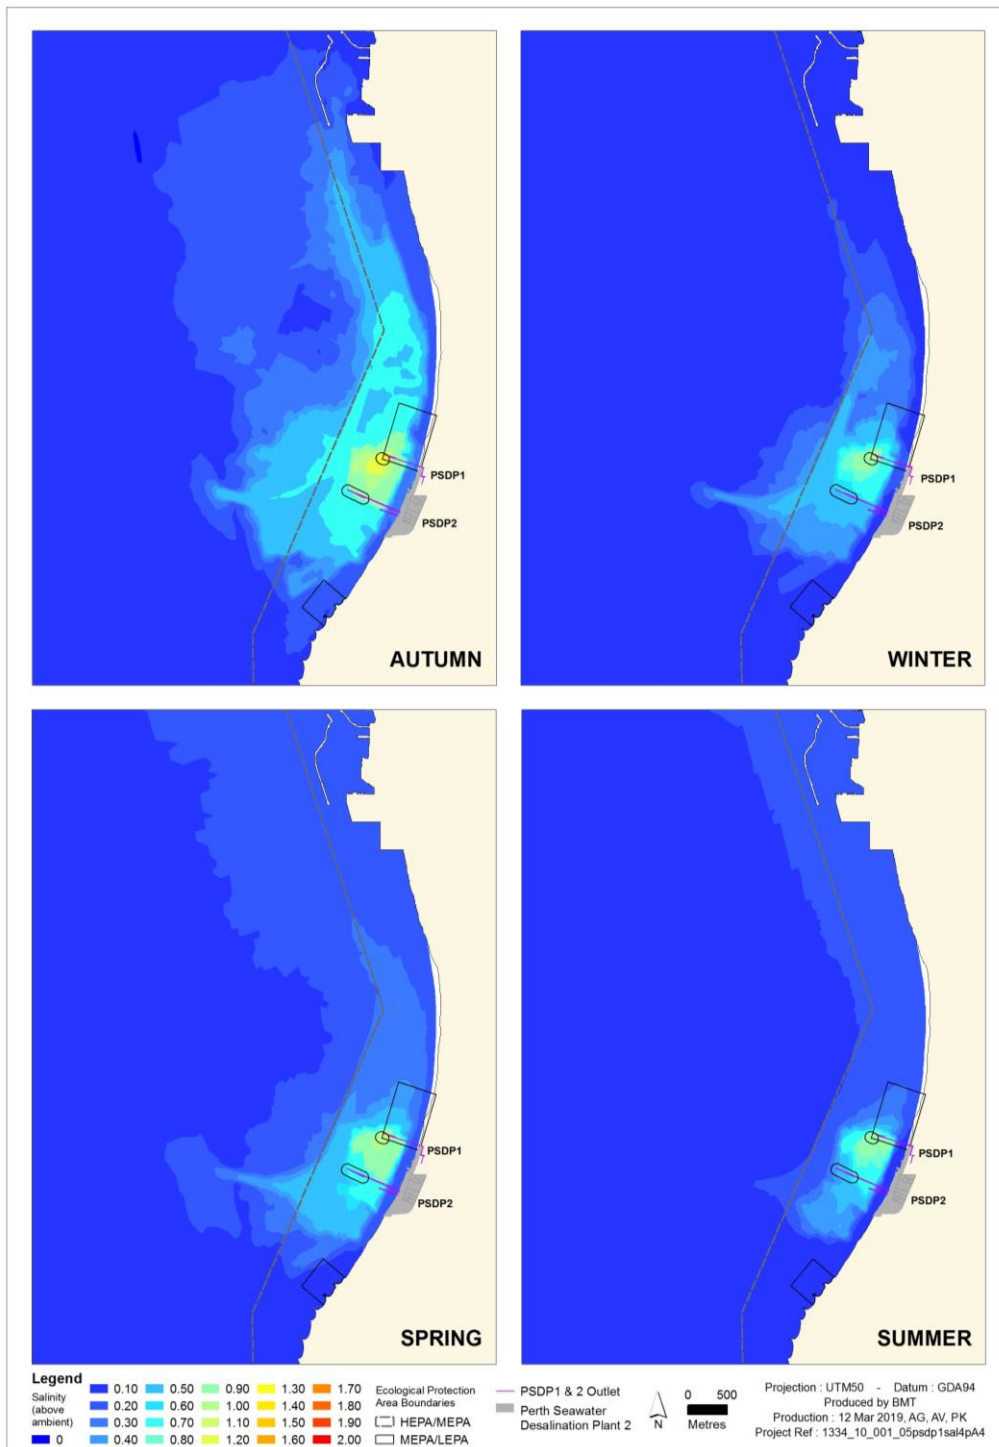 PSDP1
PSDP2
AUTUMN
PSDP1
PSDP2
WINTER
PSDP1
PSDP2
SPRING
PSDP1
PSDP2
SUMMER
Legend
Salinity
(above
ambient)
0
0.10 0.50 0.90 1.30 1.70
0.20 0.60 1.00 1.40 1.80
0.30 0.70 1.10 1.50 1.90
0.40 0.80 1.20 1.60 2.00
Ecological Protection
Area Boundaries
HEPA/MEPA
MEPA/LEPA
PSDP1 & 2 Outlet
Perth Seawater
Desalination Plant 2
N
0 500
Metres
Projection : UTM50 - Datum : GDA94
Produced by BMT
Production : 12 Mar 2019, AG, AV, PK
Project Ref : 1334_10_001_05psdp1sal4pA4